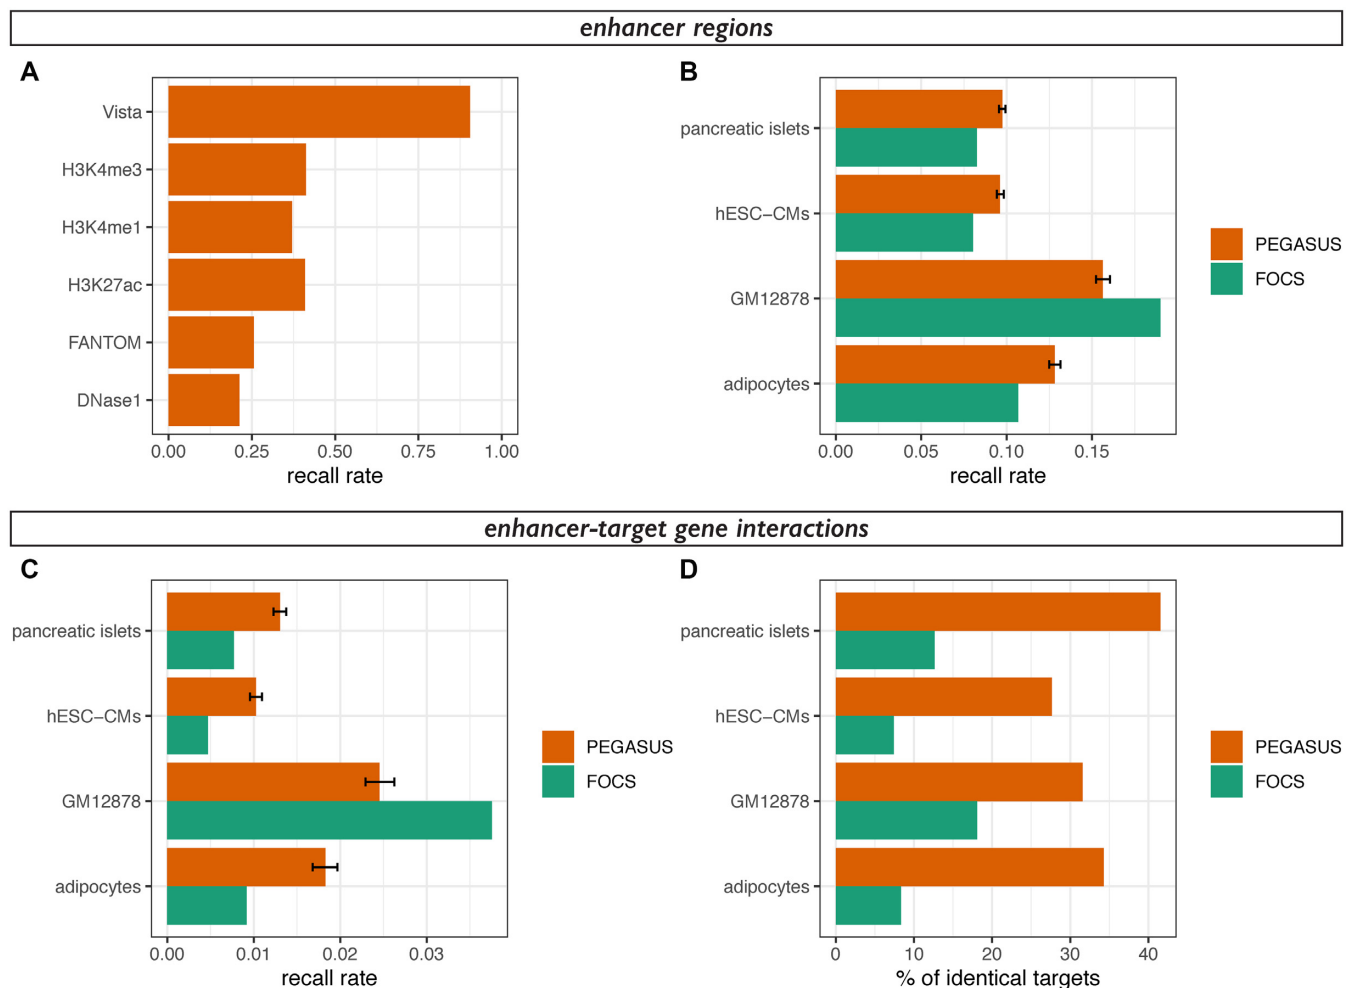 enhancer regions
A
Vista
H3K4me3
H3K4me1
H3K27ac
FANTOM
DNase1
0.00 0.25 0.50 0.75 1.00
recall rate
B
pancreatic islets
hESC−CMs
GM12878
adipocytes
0.00 0.05 0.10 0.15
recall rate
PEGASUS
FOCS
enhancer-target gene interactions
C
pancreatic islets
hESC−CMs
GM12878
adipocytes
0.00 0.01 0.02 0.03
recall rate
PEGASUS
FOCS
D
pancreatic islets
hESC−CMs
GM12878
adipocytes
0 10 20 30 40
% of identical targets
PEGASUS
FOCS